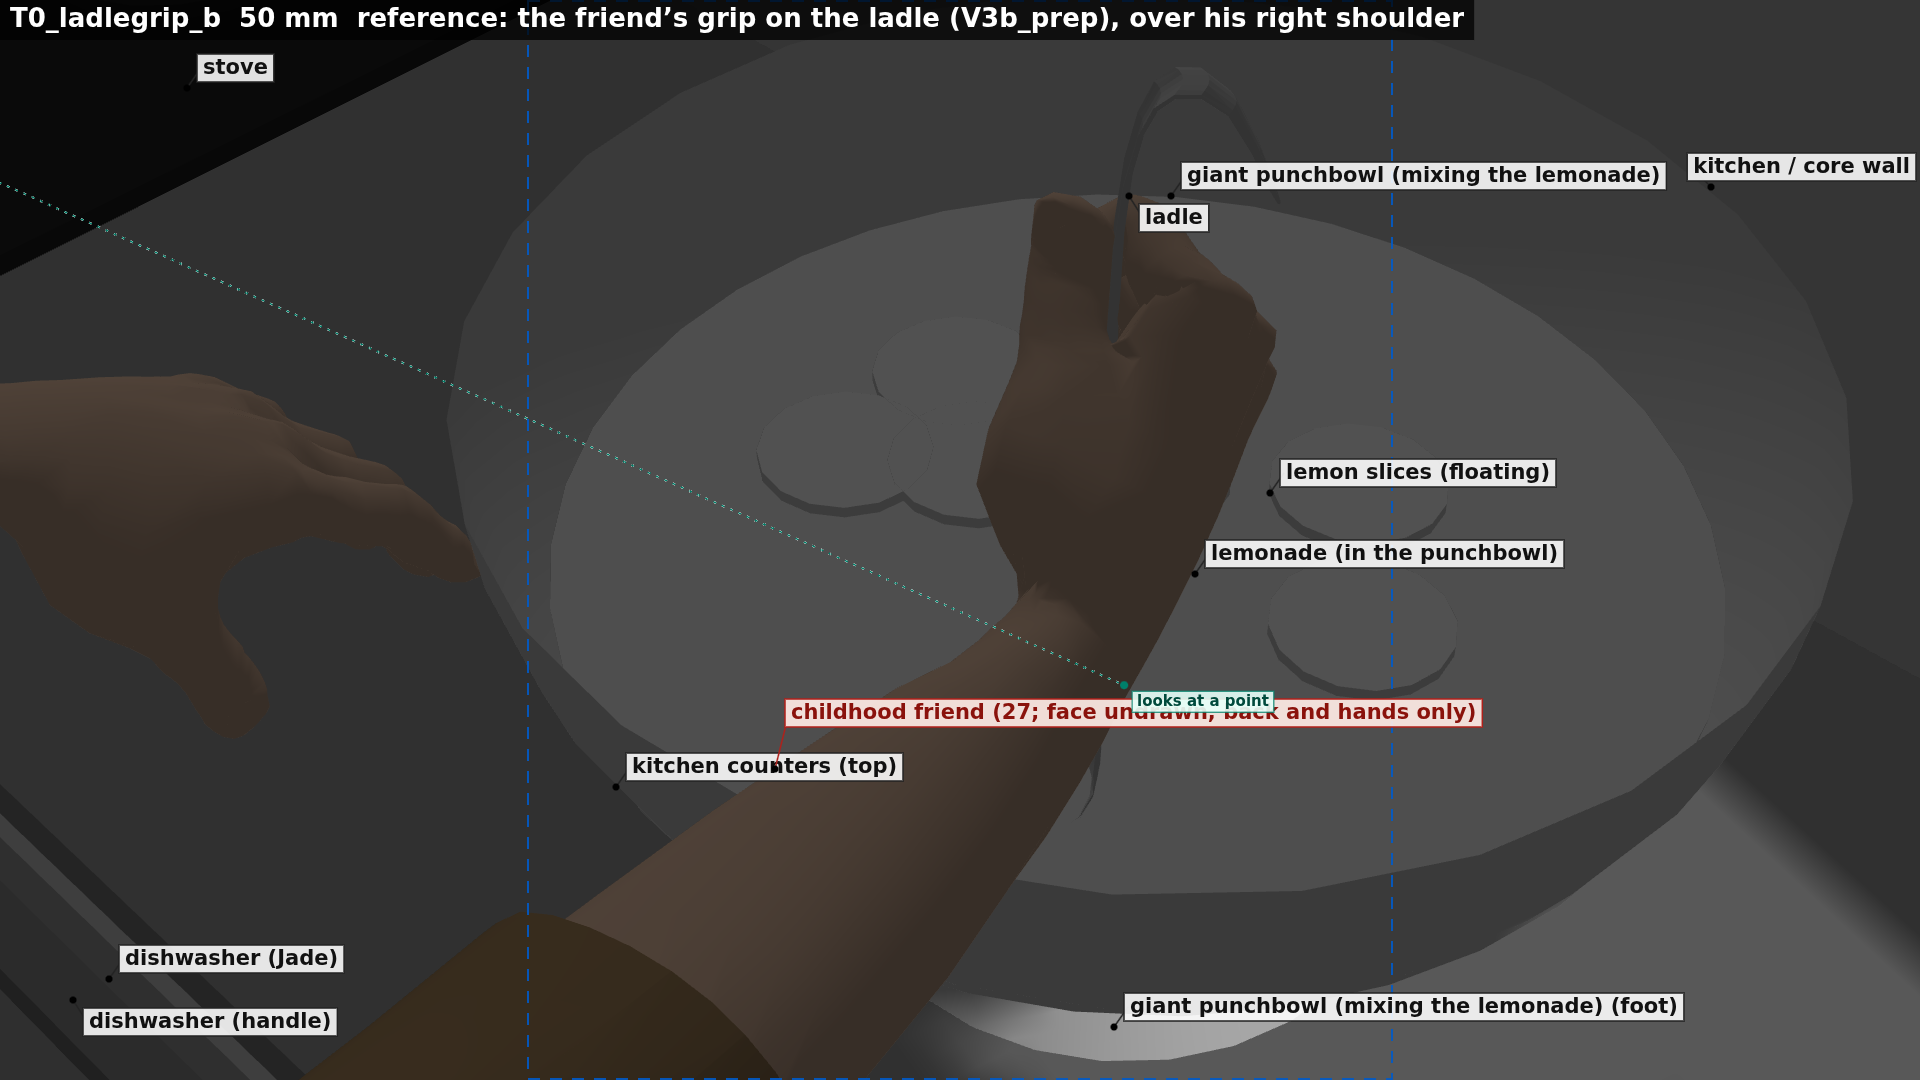 T0_ladlegrip_b  50 mm  reference: the friend’s grip on the ladle (V3b_prep), over his right shoulder
stove
kitchen / core wall
giant punchbowl (mixing the lemonade)
ladle
lemon slices (floating)
lemonade (in the punchbowl)
looks at a point
childhood friend (27; face undrawn, back and hands only)
kitchen counters (top)
dishwasher (Jade)
giant punchbowl (mixing the lemonade) (foot)
dishwasher (handle)